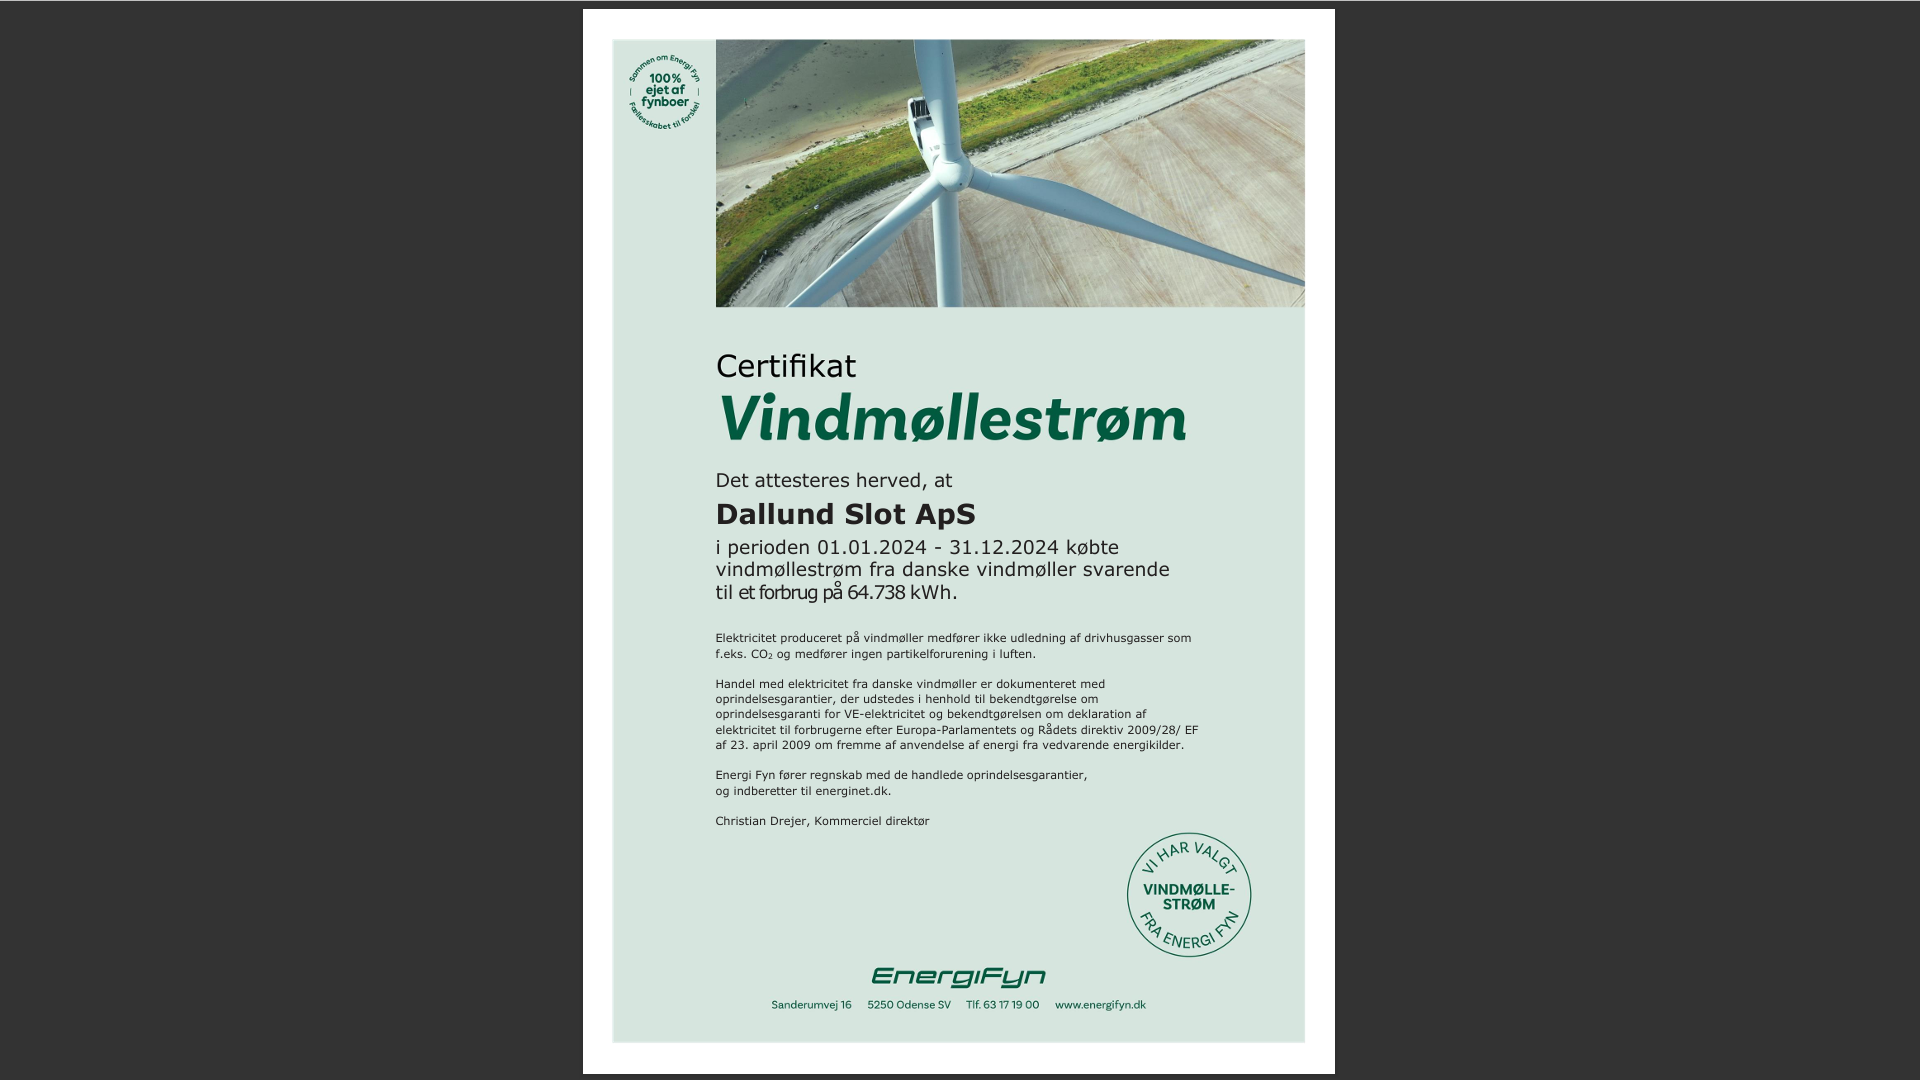 Sammen om Energi Fyn
100%
ejet af
fynboer
Fællesskabet til forskel
Certifikat
Vindmøllestrøm
Det attesteres herved, at
Dallund Slot ApS
i perioden 01.01.2024 - 31.12.2024 købte
vindmøllestrøm fra danske vindmøller svarende
til et forbrug på 64.738 kWh.
Elektricitet produceret på vindmøller medfører ikke udledning af drivhusgasser som
f.eks. CO₂ og medfører ingen partikelforurening i luften.
Handel med elektricitet fra danske vindmøller er dokumenteret med
oprindelsesgarantier, der udstedes i henhold til bekendtgørelse om
oprindelsesgaranti for VE-elektricitet og bekendtgørelsen om deklaration af
elektricitet til forbrugerne efter Europa-Parlamentets og Rådets direktiv 2009/28/ EF
af 23. april 2009 om fremme af anvendelse af energi fra vedvarende energikilder.
Energi Fyn fører regnskab med de handlede oprindelsesgarantier,
og indberetter til energinet.dk.
Christian Drejer, Kommerciel direktør
VI HAR VALGT
VINDMØLLE-
STRØM
FRA ENERGI FYN
EnergiFyn
Sanderumvej 16 5250 Odense SV Tlf. 63 17 19 00 www.energifyn.dk